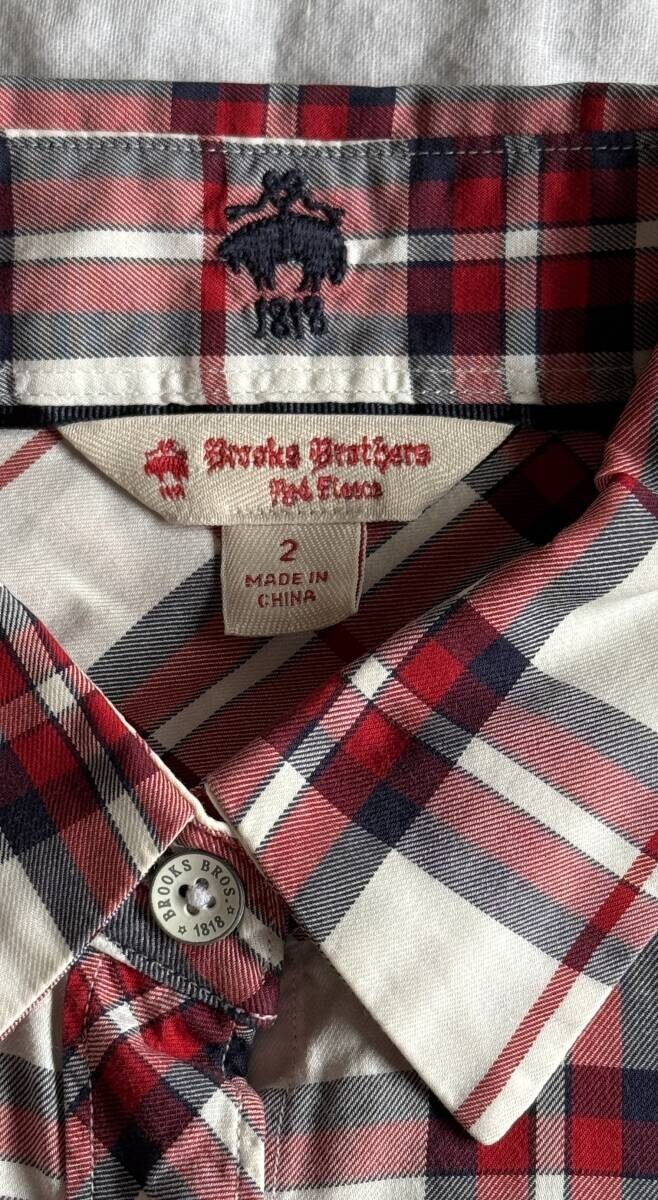 1818
Brooks Brothers
Red Fleece
2
MADE IN
CHINA
BROOKS BROS.
1818